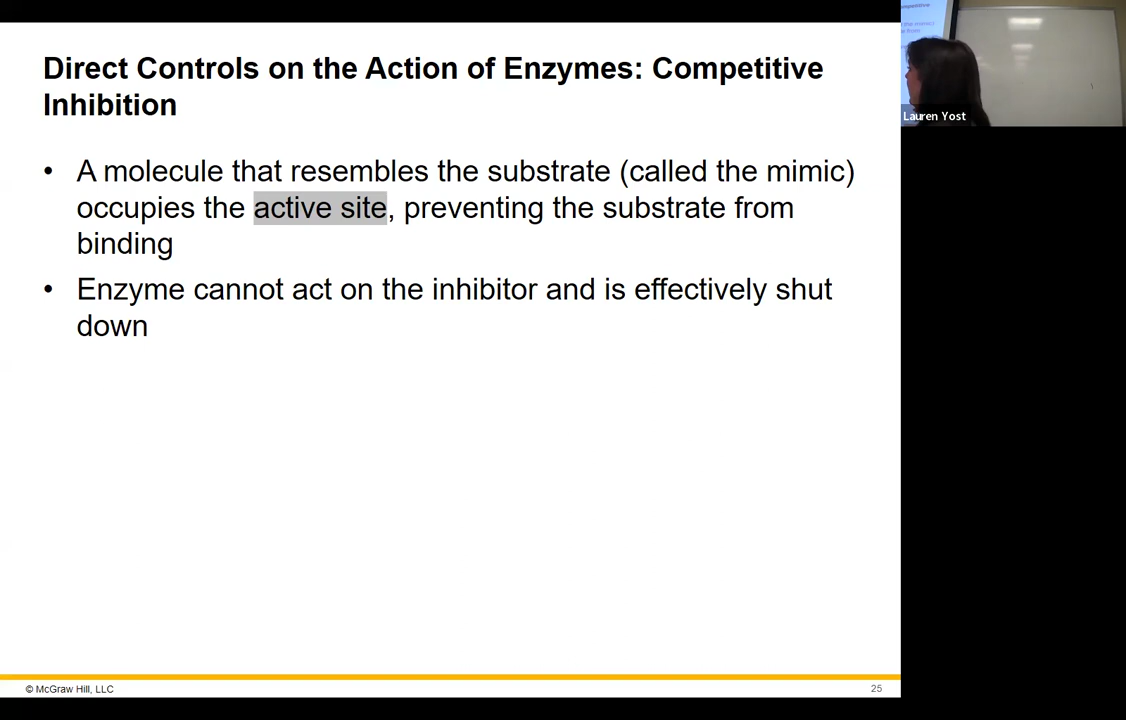 Direct Controls on the Action of Enzymes: Competitive
Inhibition
• A molecule that resembles the substrate (called the mimic)
occupies the active site, preventing the substrate from
binding
• Enzyme cannot act on the inhibitor and is effectively shut
down
© McGraw Hill, LLC
25
Lauren Yost